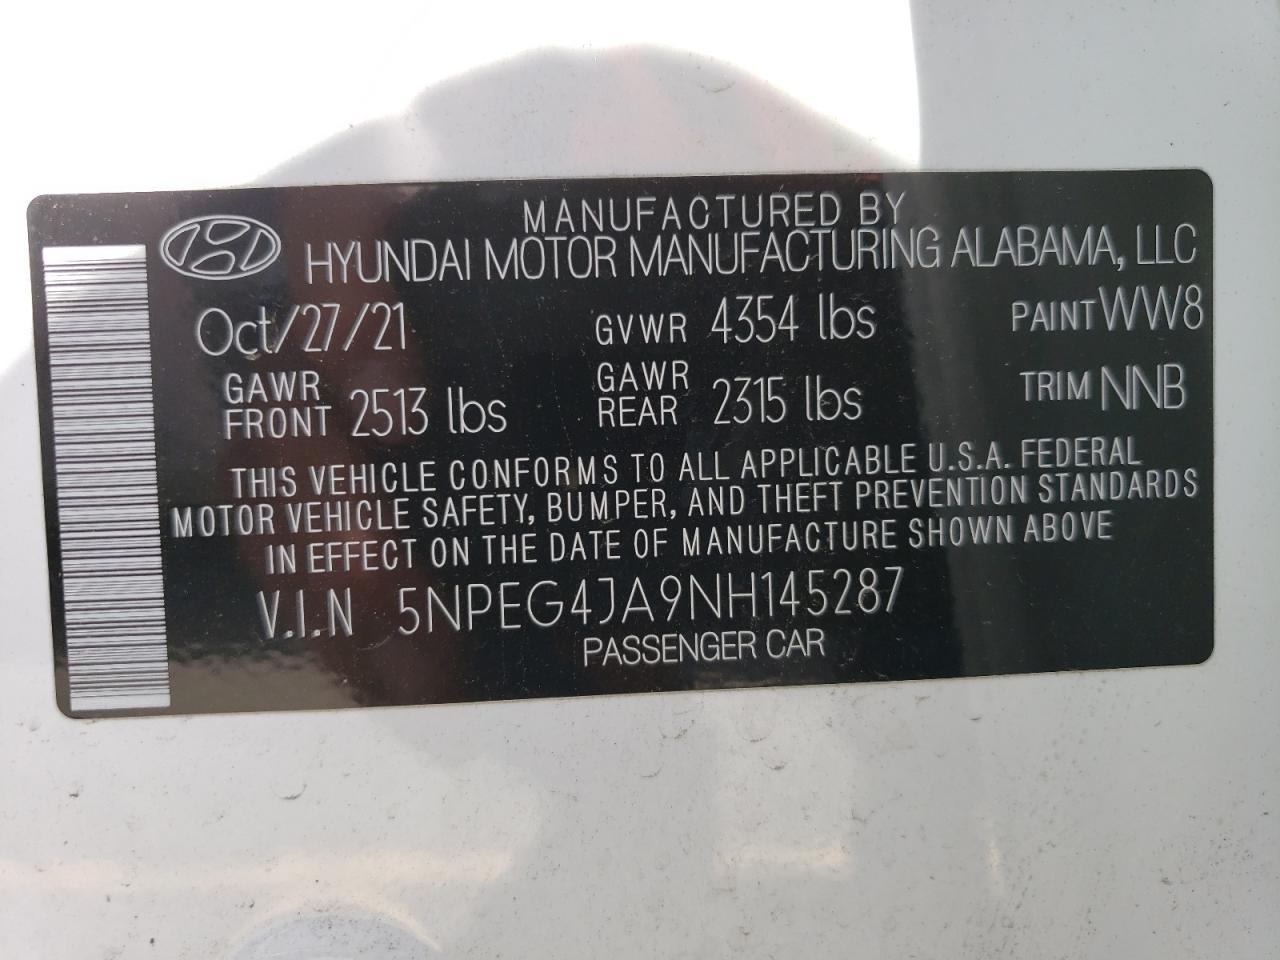 MANUFACTURED BY
HYUNDAI MOTOR MANUFACTURING ALABAMA, LLC
Oct/27/21 GVWR 4354 lbs PAINT WW8
GAWR FRONT 2513 lbs GAWR REAR 2315 lbs TRIM NNB
THIS VEHICLE CONFORMS TO ALL APPLICABLE U.S.A. FEDERAL
MOTOR VEHICLE SAFETY, BUMPER, AND THEFT PREVENTION STANDARDS
IN EFFECT ON THE DATE OF MANUFACTURE SHOWN ABOVE
V.I.N 5NPEG4JA9NH145287
PASSENGER CAR